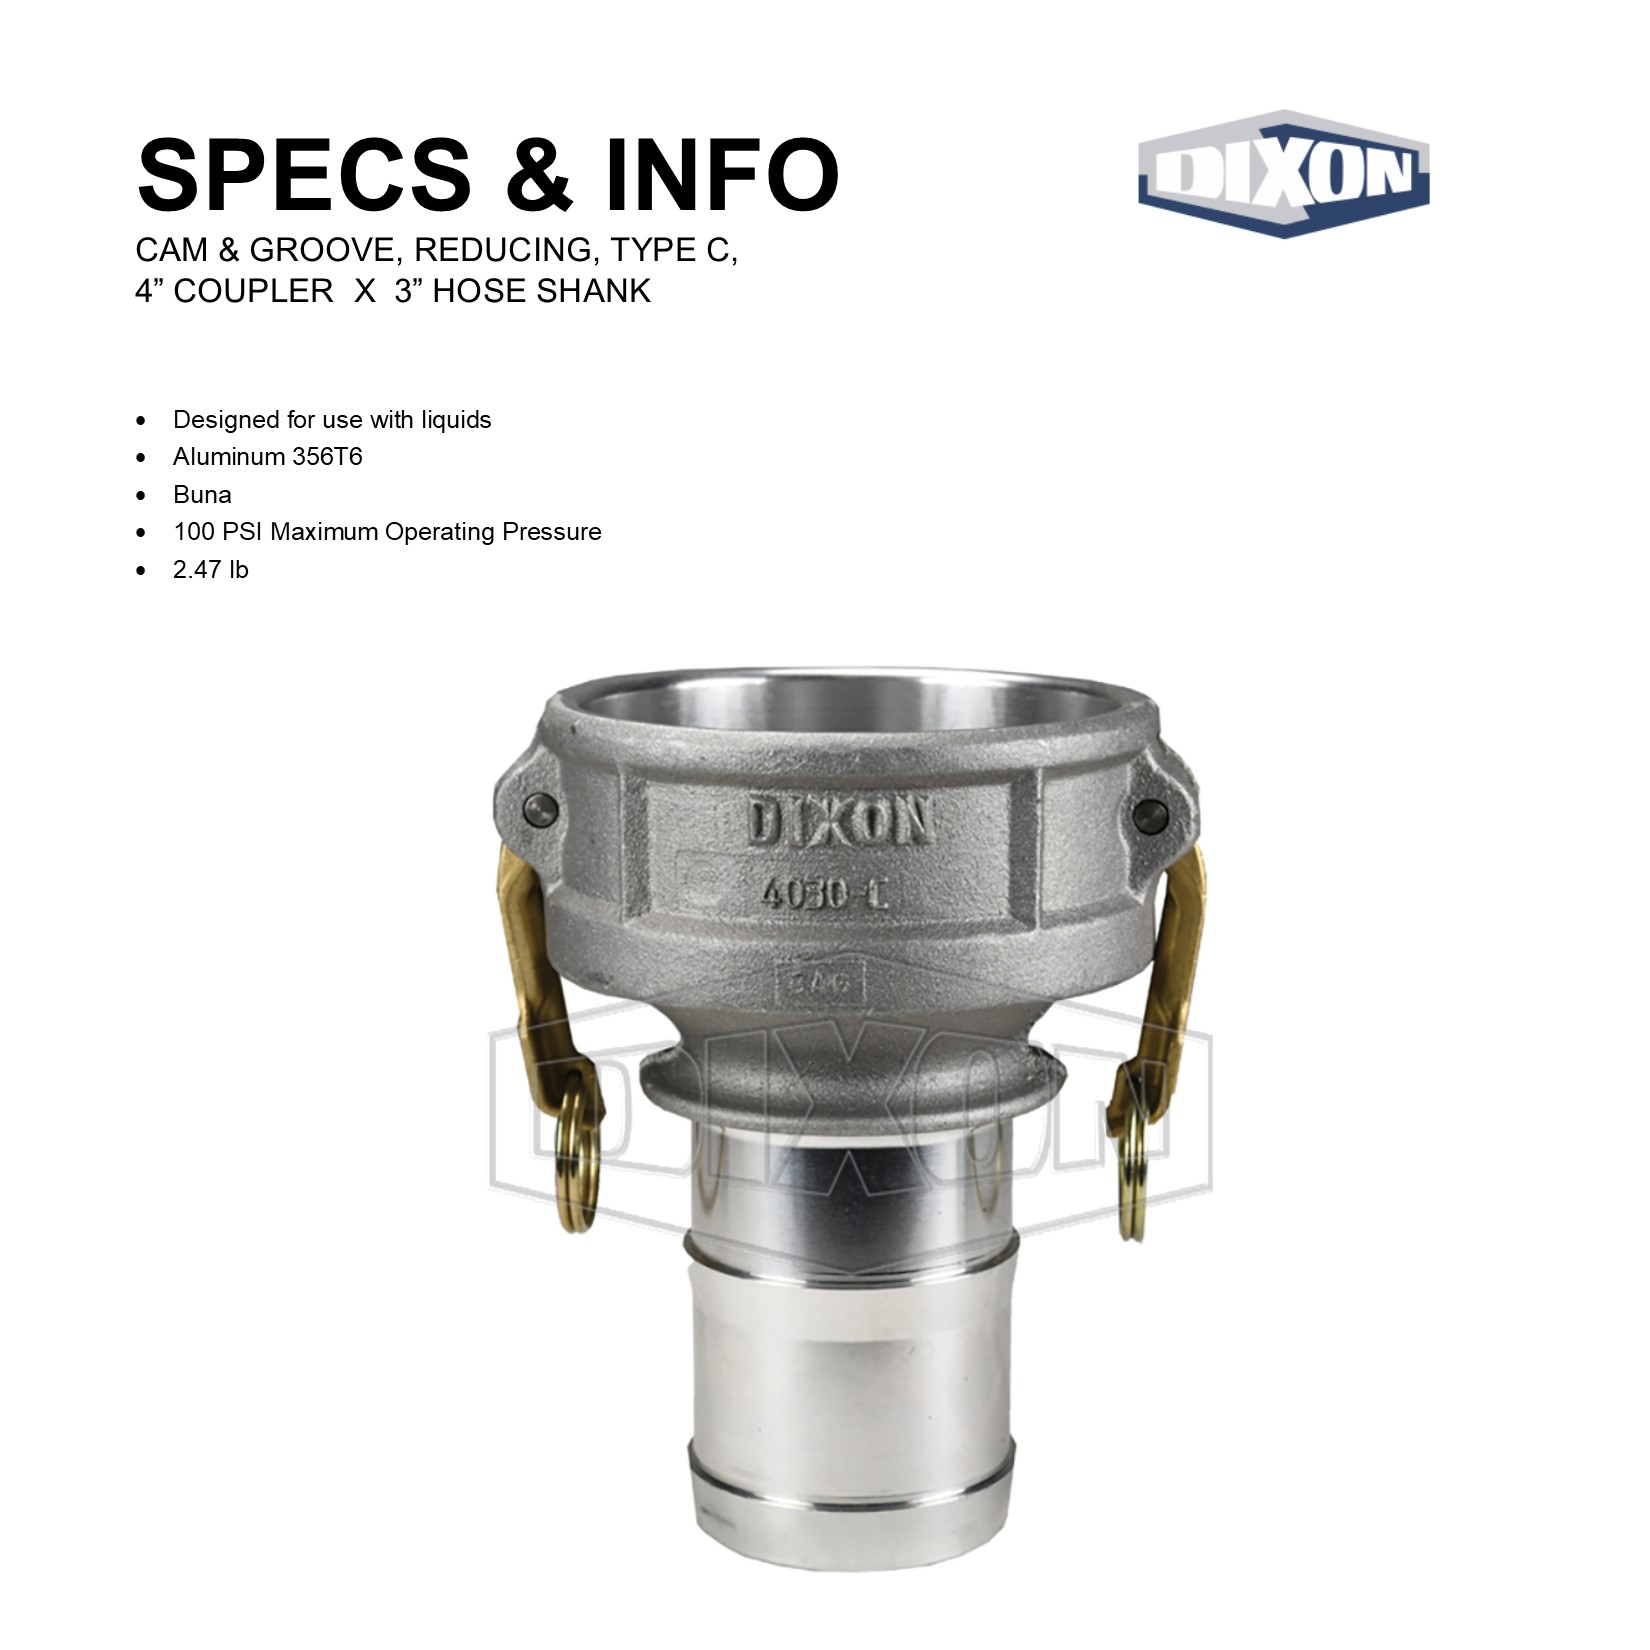 DIXON
SPECS & INFO
CAM & GROOVE, REDUCING, TYPE C,
4” COUPLER X 3” HOSE SHANK
• Designed for use with liquids
• Aluminum 356T6
• Buna
• 100 PSI Maximum Operating Pressure
• 2.47 lb
DIXON
4030-C
DIXON